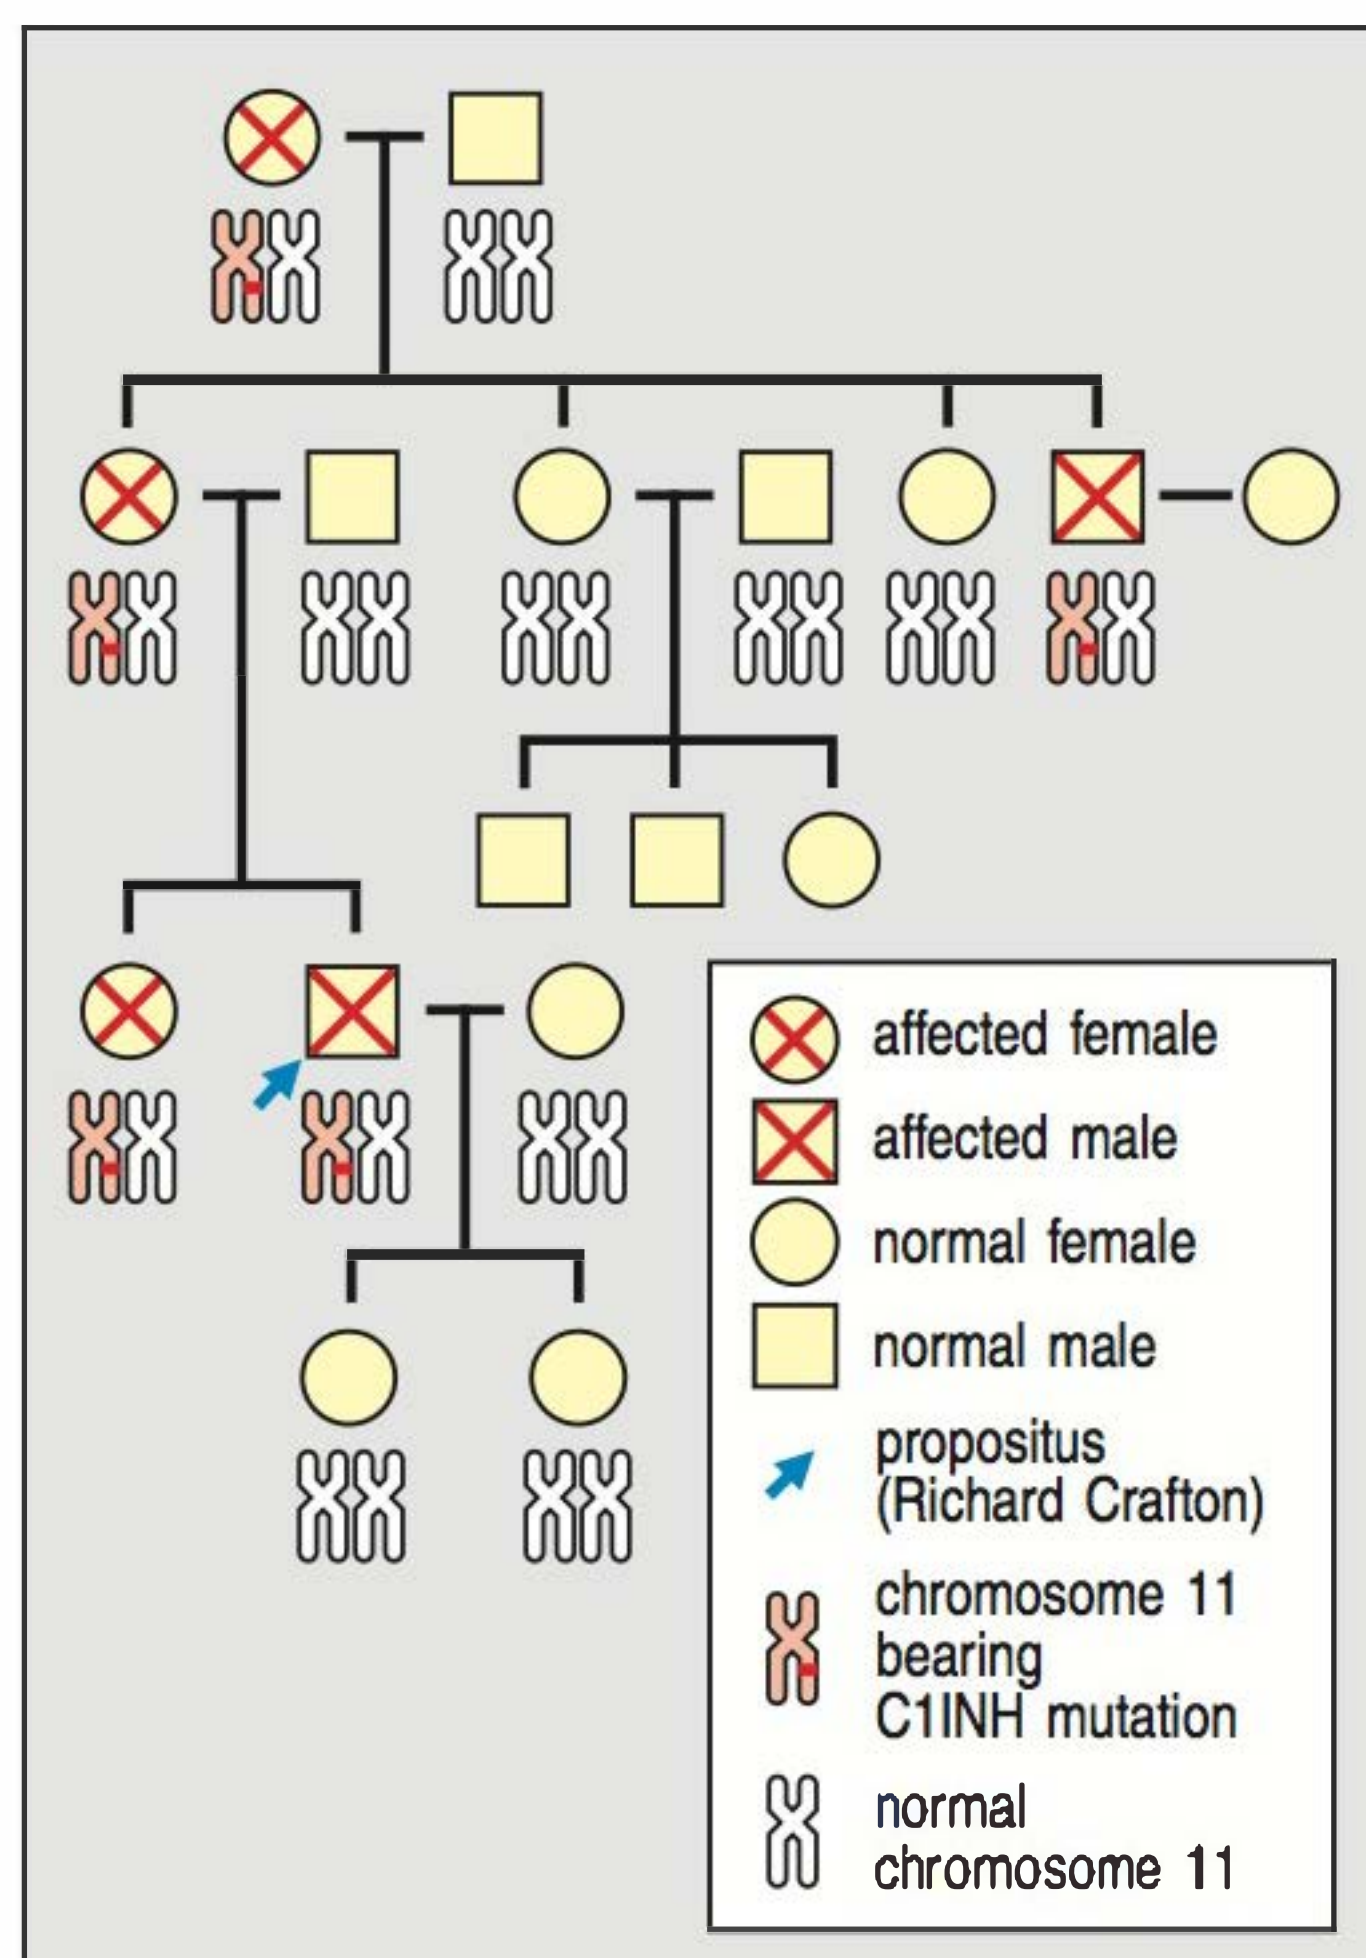 affected female
affected male
normal female
normal male
propositus
(Richard Crafton)
chromosome 11
bearing
C1INH mutation
normal
chromosome 11